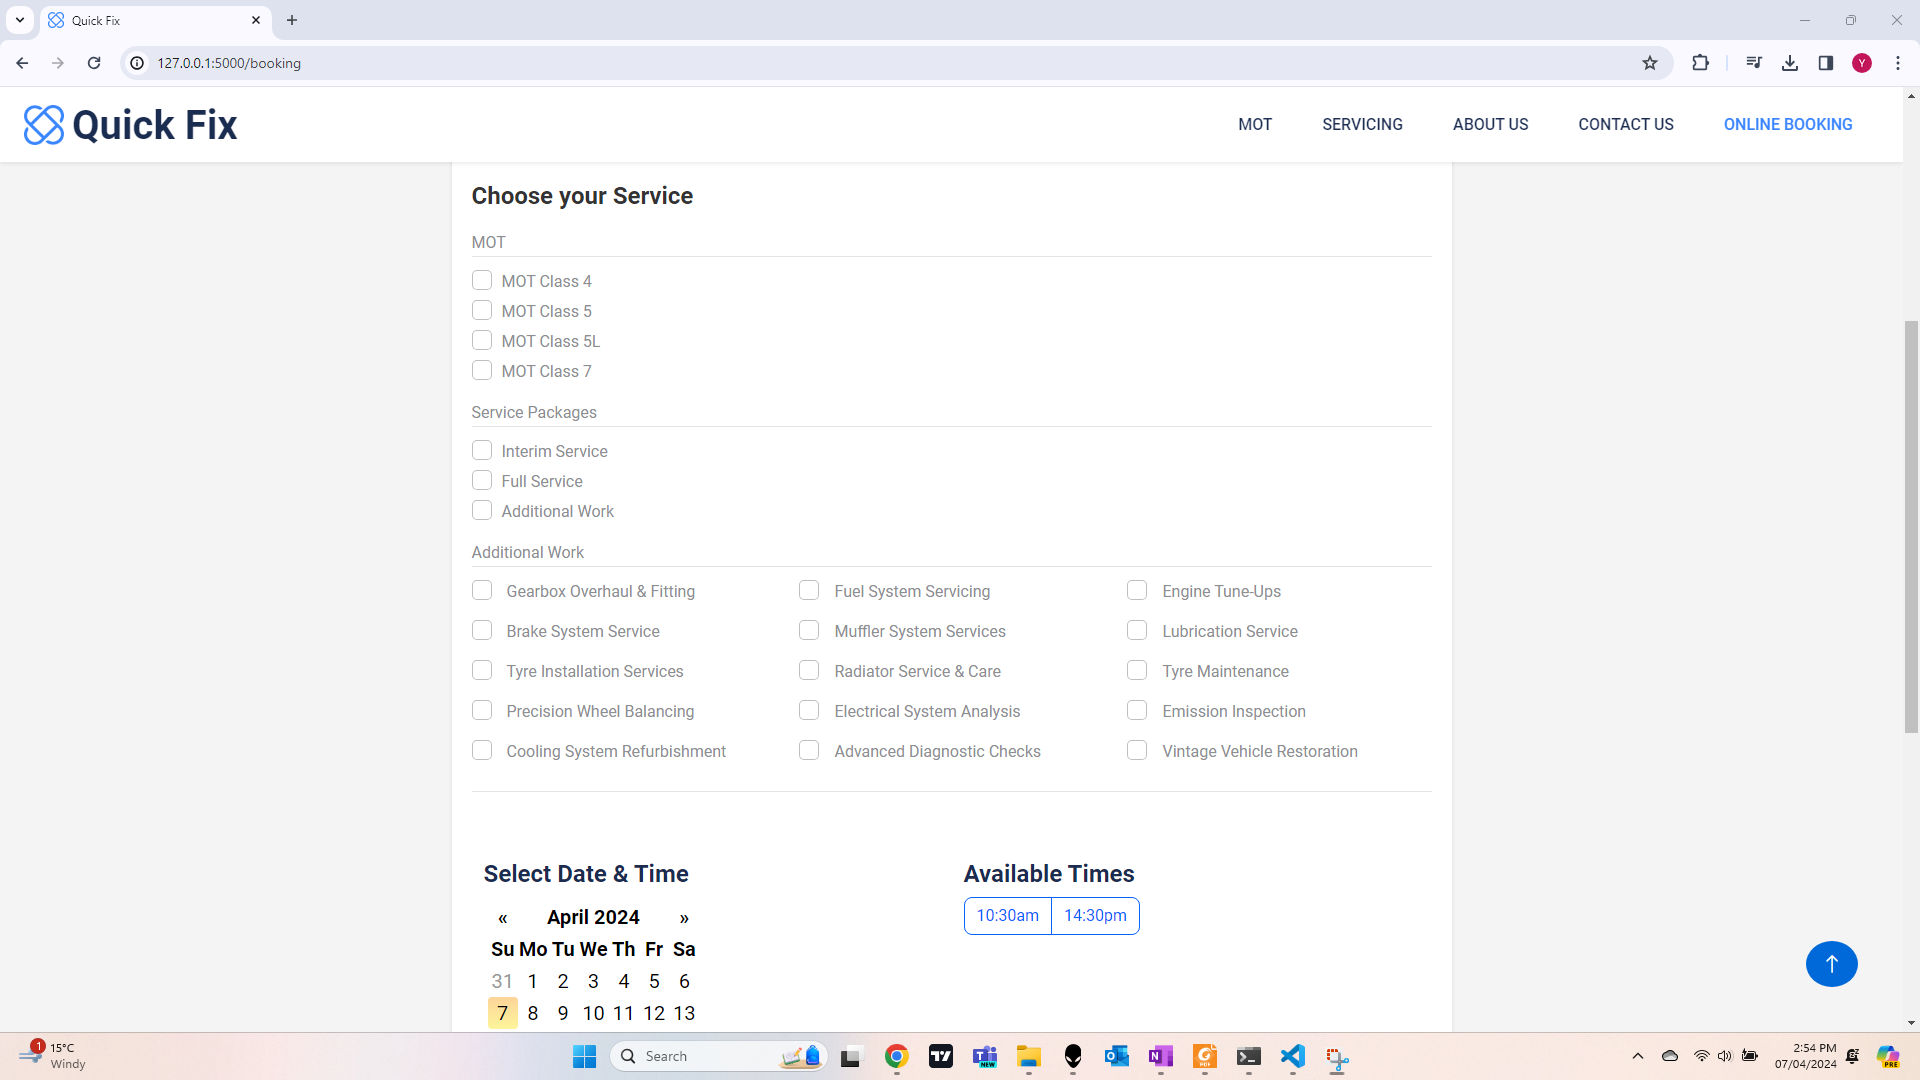 Quick Fix
127.0.0.1:5000/booking
Y
Quick Fix
MOT SERVICING ABOUT US CONTACT US ONLINE BOOKING
Choose your Service
MOT
MOT Class 4
MOT Class 5
MOT Class 5L
MOT Class 7
Service Packages
Interim Service
Full Service
Additional Work
Additional Work
Gearbox Overhaul & Fitting Fuel System Servicing Engine Tune-Ups
Brake System Service Muffler System Services Lubrication Service
Tyre Installation Services Radiator Service & Care Tyre Maintenance
Precision Wheel Balancing Electrical System Analysis Emission Inspection
Cooling System Refurbishment Advanced Diagnostic Checks Vintage Vehicle Restoration
Select Date & Time Available Times
« April 2024 » 10:30am 14:30pm
Su Mo Tu We Th Fr Sa
31 1 2 3 4 5 6
7 8 9 10 11 12 13
1 15°C
Windy
Search
NEW
PDF
2:54 PM
07/04/2024
PRE